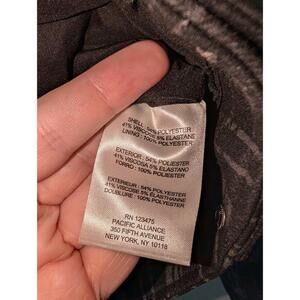 SHELL : 54% POLYESTER
41% VISCOSE 5% ELASTANE
LINING : 100% POLYESTER
EXTERIOR : 54% POLIESTER
41% VISCOSA 5% ELASTANO
FORRO : 100% POLIESTER
EXTERIEUR : 54% POLYESTER
41% VISCOSE 5% ELASTHANNE
DOUBLURE : 100% POLYESTER
RN 123475
PACIFIC ALLIANCE
350 FIFTH AVENUE
NEW YORK, NY 10118